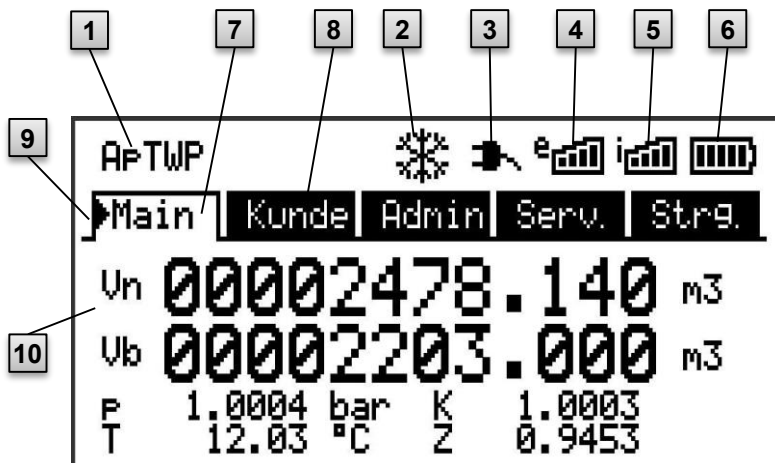 1 7 8 2 3 4 5 6
9
ApTWP e i
Main Kunde Admin Serv. Strg.
Vn 00002478.140 m3
10
Vb 00002203.000 m3
p 1.0004 bar K 1.0003
T 12.03 °C Z 0.9453